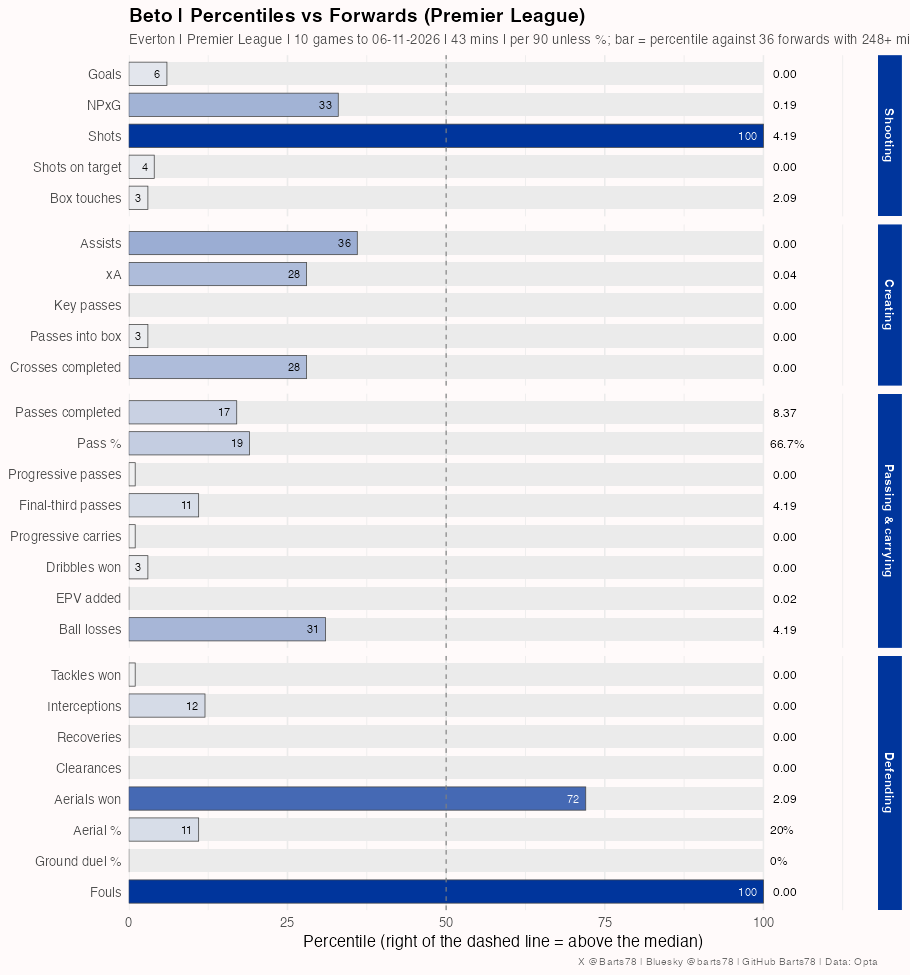 Beto | Percentiles vs Forwards (Premier League)
Everton | Premier League | 10 games to 06-11-2026 | 43 mins | per 90 unless %; bar = percentile against 36 forwards with 248+ mi
Goals 6 0.00
NPxG 33 0.19
Shots 100 4.19
Shots on target 4 0.00
Box touches 3 2.09
Shooting
Assists 36 0.00
xA 28 0.04
Key passes 0.00
Passes into box 3 0.00
Crosses completed 28 0.00
Creating
Passes completed 17 8.37
Pass % 19 66.7%
Progressive passes 0.00
Final-third passes 11 4.19
Progressive carries 0.00
Dribbles won 3 0.00
EPV added 0.02
Ball losses 31 4.19
Passing & carrying
Tackles won 0.00
Interceptions 12 0.00
Recoveries 0.00
Clearances 0.00
Aerials won 72 2.09
Aerial % 11 20%
Ground duel % 0%
Fouls 100 0.00
Defending
0 25 50 75 100
Percentile (right of the dashed line = above the median)
X @Barts78 | Bluesky @barts78 | GitHub Barts78 | Data: Opta